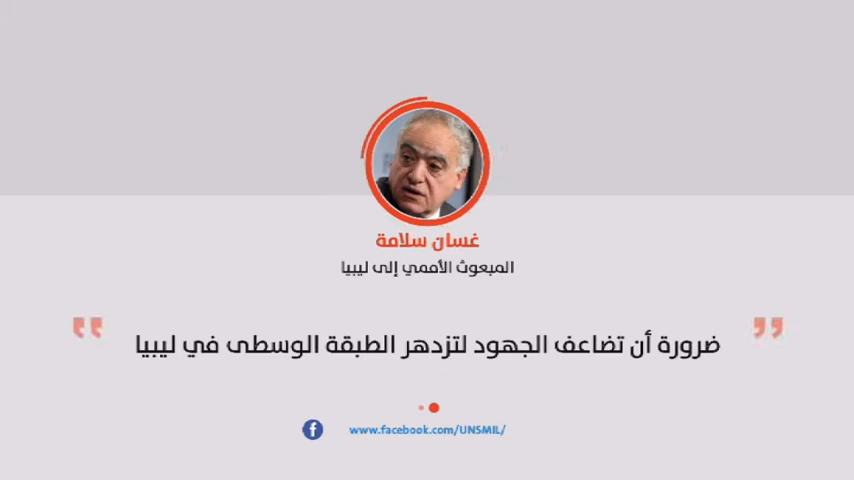 غسان سلامة
المبعوث الأممي إلى ليبيا
" ضرورة أن تضاعف الجهود لتزدهر الطبقة الوسطى في ليبيا "
www.facebook.com/UNSMIL/